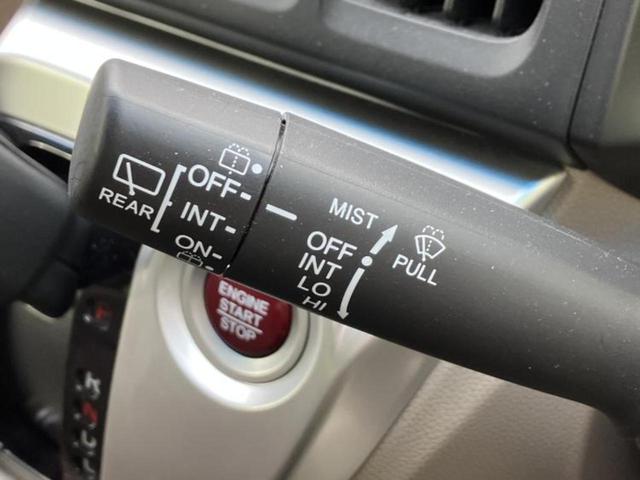 REAR
OFF
INT
ON
MIST
OFF
INT
LO
HI
PULL
ENGINE
START
STOP